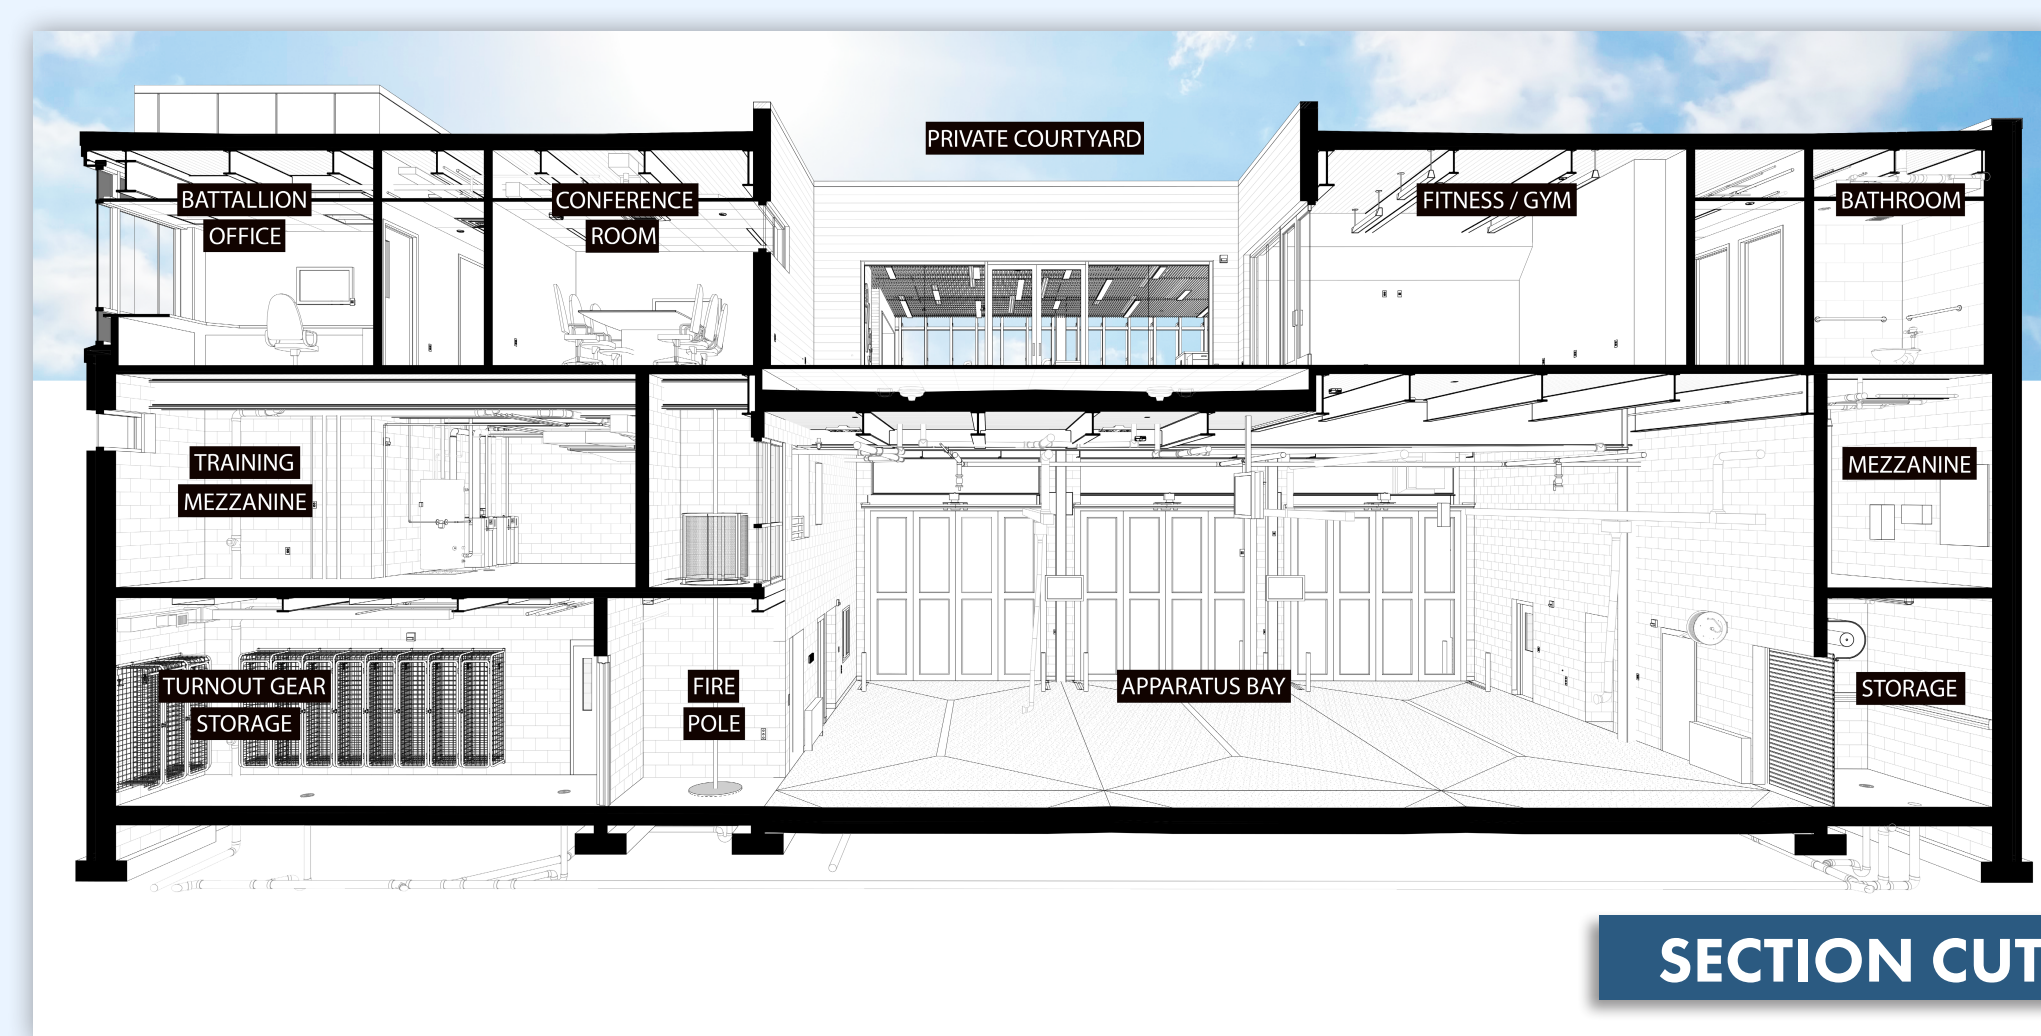 PRIVATE COURTYARD
BATTALLION
OFFICE
CONFERENCE
ROOM
FITNESS / GYM
BATHROOM
TRAINING
MEZZANINE
MEZZANINE
TURNOUT GEAR
STORAGE
FIRE
POLE
APPARATUS BAY
STORAGE
SECTION CUT